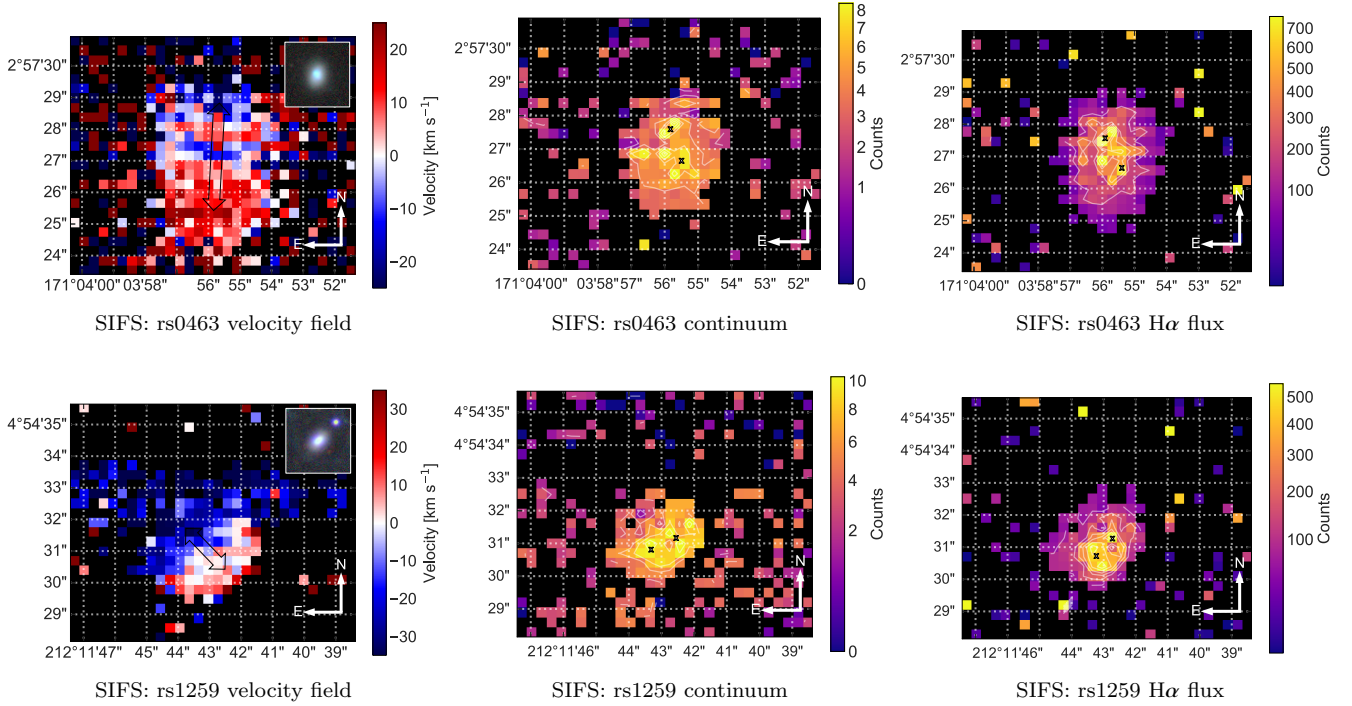 20
10
0
−10
−20
Velocity [km s⁻¹]
2°57'30"
29"
28"
27"
26"
25"
24"
N
E
171°04'00" 03'58" 56" 55" 54" 53" 52"
SIFS: rs0463 velocity field
8
7
6
5
4
3
2
1
0
Counts
2°57'30"
29"
28"
27"
26"
25"
24"
N
E
171°04'00" 03'58"57" 56" 55" 54" 53" 52"
SIFS: rs0463 continuum
700
600
500
400
300
200
100
Counts
2°57'30"
29"
28"
27"
26"
25"
24"
N
E
171°04'00" 03'58"57" 56" 55" 54" 53" 52"
SIFS: rs0463 Hα flux
30
20
10
0
−10
−20
−30
Velocity [km s⁻¹]
4°54'35"
34"
33"
32"
31"
30"
29"
N
E
212°11'47" 45" 44" 43" 42" 41" 40" 39"
SIFS: rs1259 velocity field
10
8
6
4
2
0
Counts
4°54'35"
4°54'34"
33"
32"
31"
30"
29"
N
E
212°11'46" 44" 43" 42" 41" 40" 39"
SIFS: rs1259 continuum
500
400
300
200
100
Counts
4°54'35"
4°54'34"
33"
32"
31"
30"
29"
N
E
212°11'46" 44" 43" 42" 41" 40" 39"
SIFS: rs1259 Hα flux